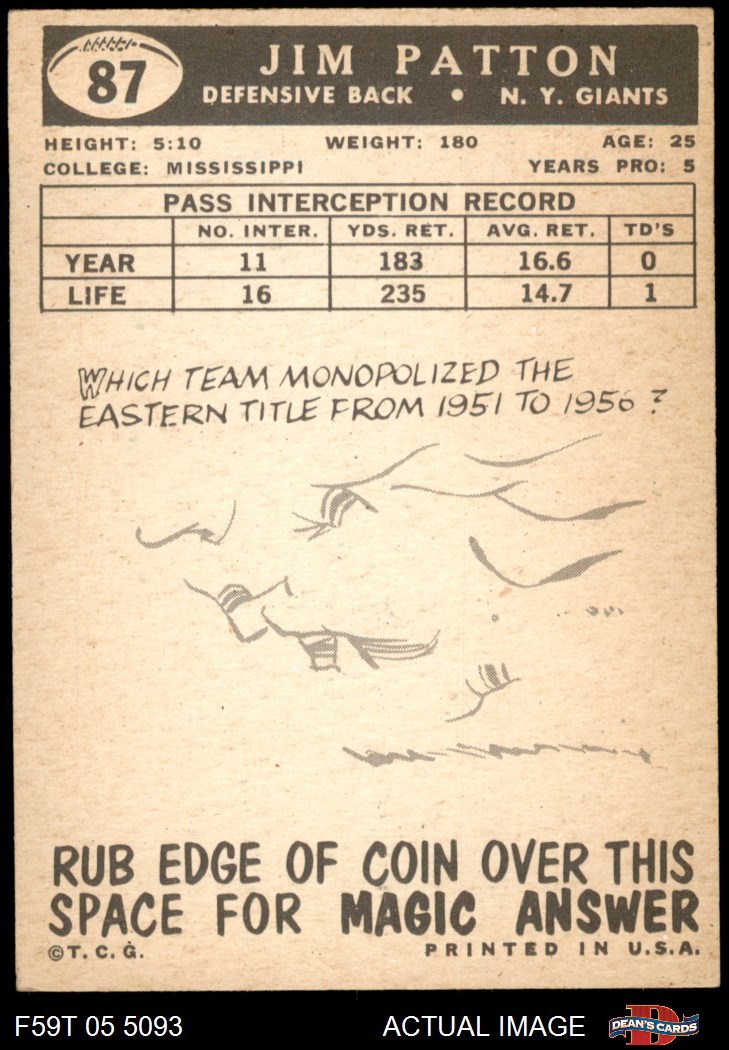 87
JIM PATTON
DEFENSIVE BACK • N. Y. GIANTS
HEIGHT: 5:10 WEIGHT: 180 AGE: 25
COLLEGE: MISSISSIPPI YEARS PRO: 5
PASS INTERCEPTION RECORD
NO. INTER. YDS. RET. AVG. RET. TD'S
YEAR 11 183 16.6 0
LIFE 16 235 14.7 1
WHICH TEAM MONOPOLIZED THE
EASTERN TITLE FROM 1951 TO 1956 ?
RUB EDGE OF COIN OVER THIS
SPACE FOR MAGIC ANSWER
©T. C. G. PRINTED IN U.S.A.
F59T 05 5093 ACTUAL IMAGE D DEAN'S CARDS